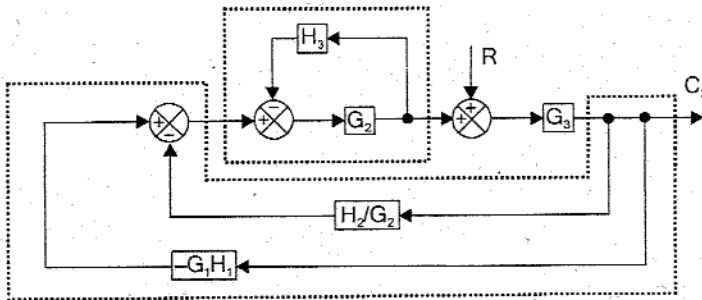 H₃
R
C
+
−
+
−
G₂
+
+
G₃
H₂/G₂
−G₁H₁